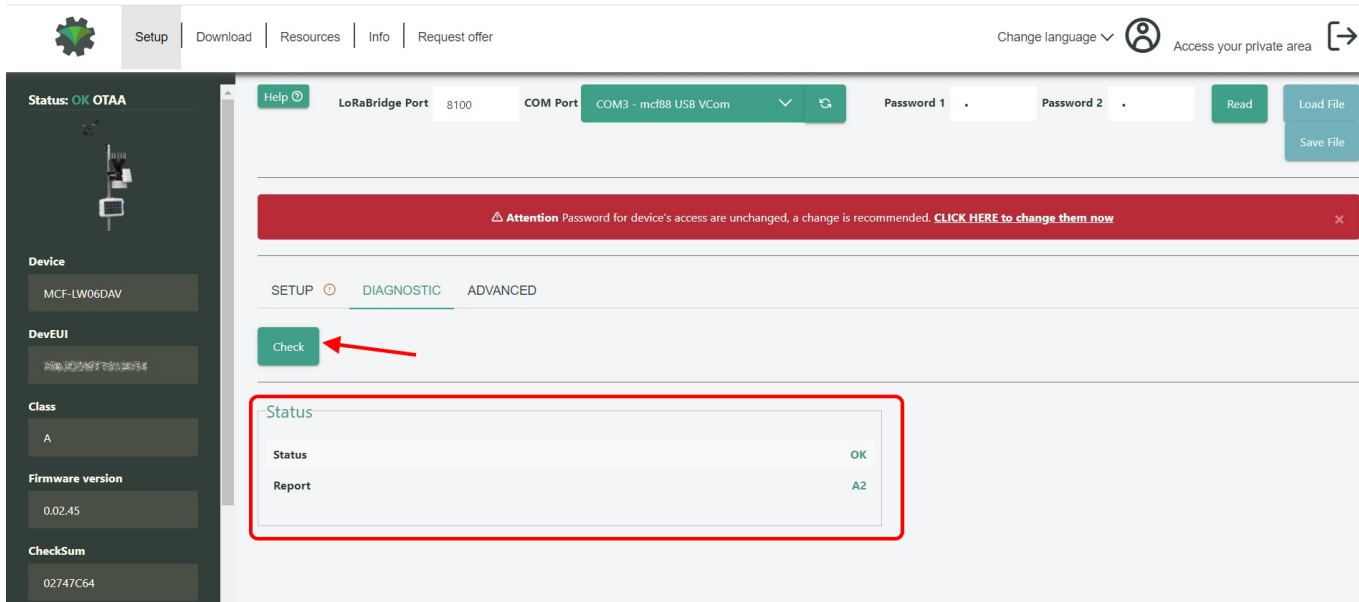 Setup
Download
Resources
Info
Request offer
Change language
Access your private area
Status: OK OTAA
Help
LoRaBridge Port
8100
COM Port
COM3 - mcf88 USB VCom
Password 1
Password 2
Read
Load File
Save File
Attention Password for device's access are unchanged, a change is recommended. CLICK HERE to change them now
Device
MCF-LW06DAV
DevEUI
Class
A
Firmware version
0.02.45
CheckSum
02747C64
SETUP
DIAGNOSTIC
ADVANCED
Check
Status
Status
OK
Report
A2